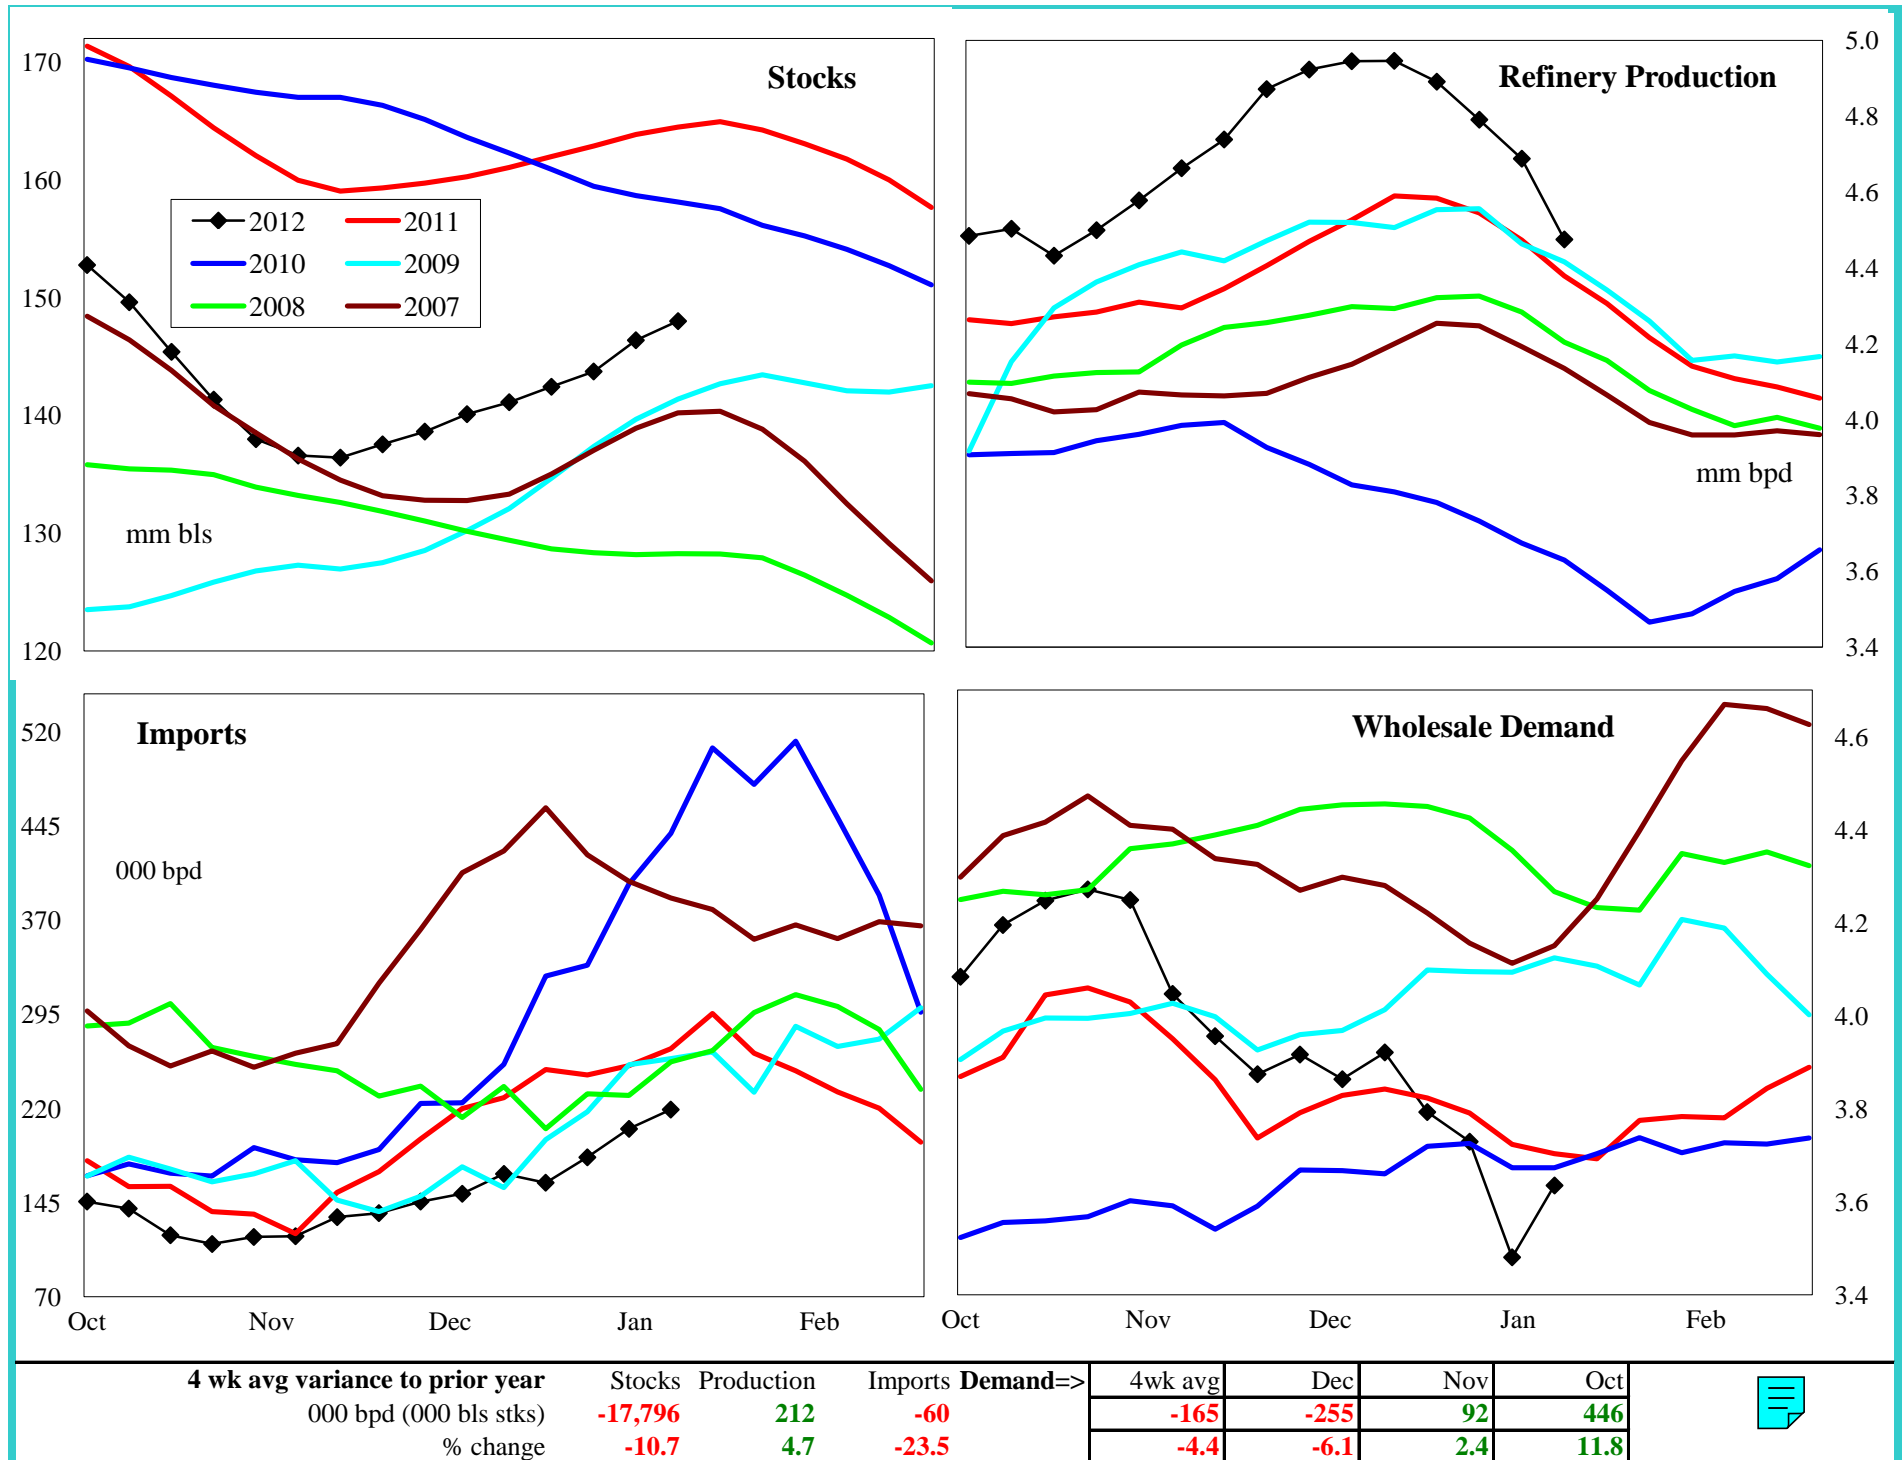 Stocks
170
160
150
140
130
120
2012 2011
2010 2009
2008 2007
mm bls
Refinery Production
5.0
4.8
4.6
4.4
4.2
4.0
3.8
3.6
3.4
mm bpd
Imports
520
445
370
295
220
145
70
000 bpd
Oct Nov Dec Jan Feb
Wholesale Demand
4.6
4.4
4.2
4.0
3.8
3.6
3.4
Oct Nov Dec Jan Feb
4 wk avg variance to prior year Stocks Production Imports Demand=> 4wk avg Dec Nov Oct
000 bpd (000 bls stks) -17,796 212 -60 -165 -255 92 446
% change -10.7 4.7 -23.5 -4.4 -6.1 2.4 11.8